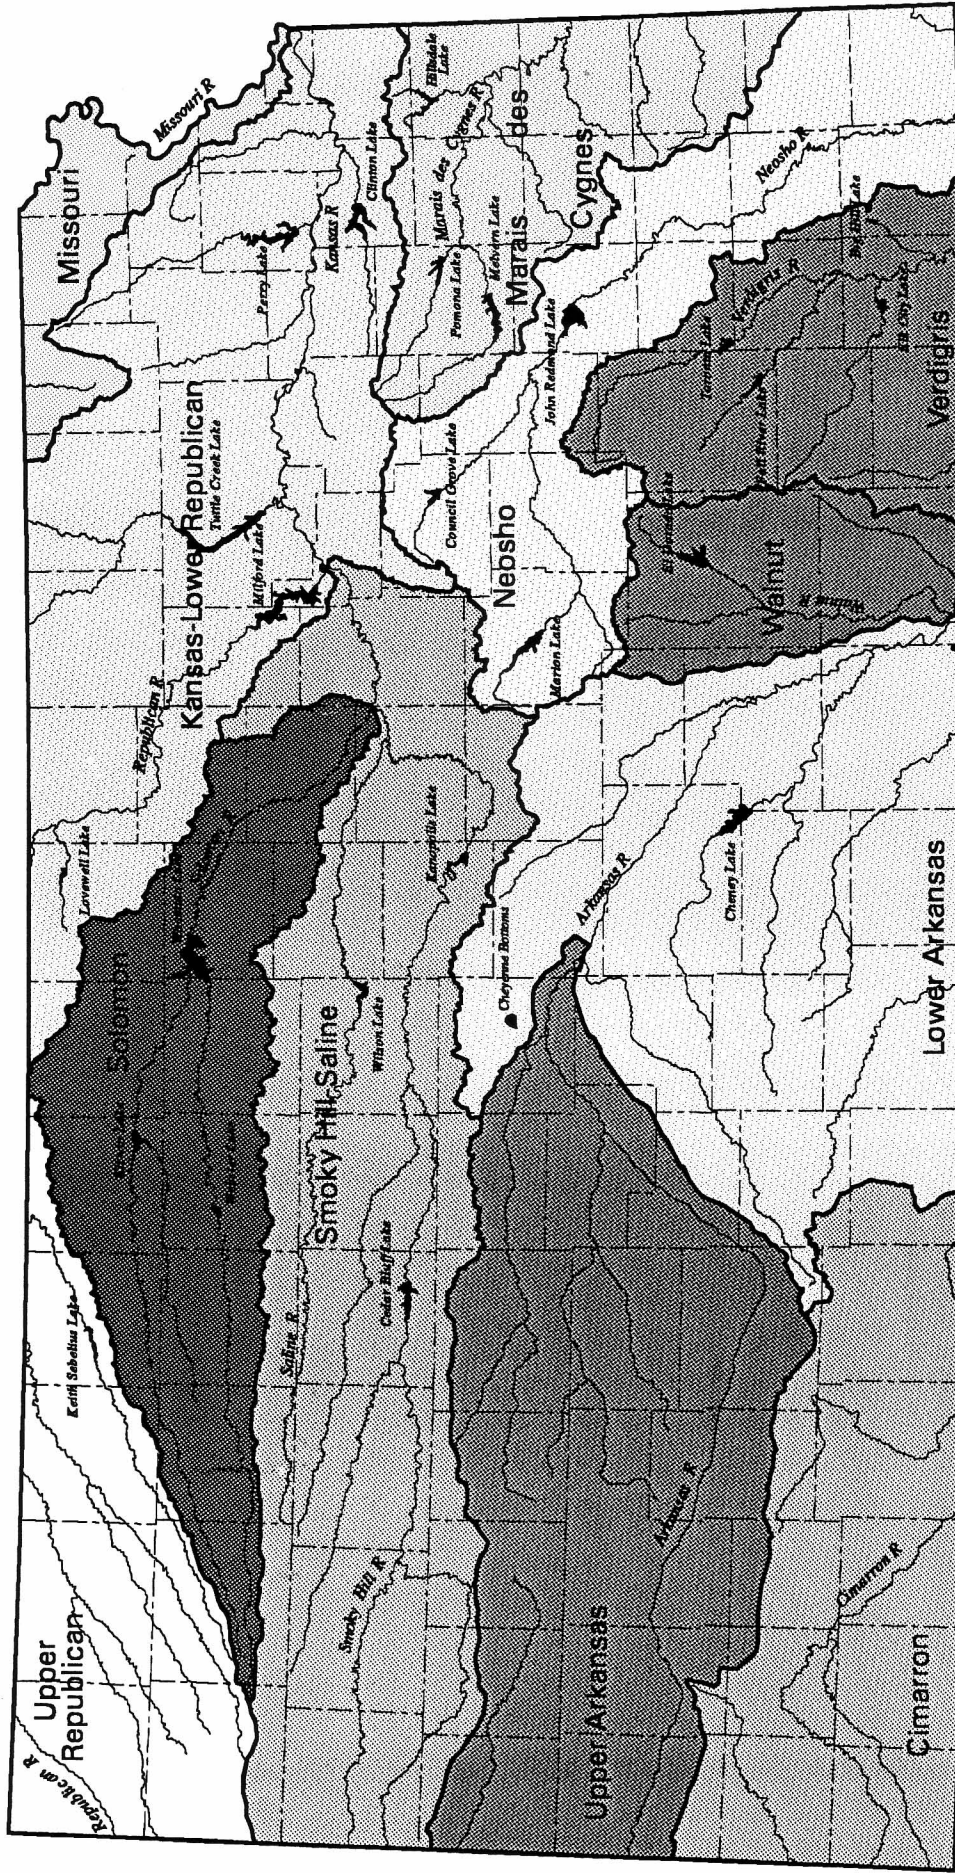 Upper
Republican
Republican R
Keith Sebelius Lake
Solomon
Lovewell Lake
Republican R
Kansas-Lower Republican
Milford Lake
Tuttle Creek Lake
Missouri
Missouri R
Perry Lake
Kansas R
Clinton Lake
Hillsdale
Lake
Smoky Hill R
Saline R
Smoky Hill-Saline
Cedar Bluff Lake
Wilson Lake
Kanopolis Lake
Cheyene Bottoms
Marais des Cygnes R
Pomona Lake
Melvern Lake
Marais
des
Cygnes
Council Grove Lake
John Redmond Lake
Neosho
Marion Lake
Neosho R
Upper Arkansas
Arkansas R
Arkansas R
Cheney Lake
Lower Arkansas
Cimarron R
Cimarron
El Dorado Lake
Walnut
Walnut R
Toronto Lake
Verdigris R
Fall River Lake
Big Hill Lake
Elk City Lake
Verdigris